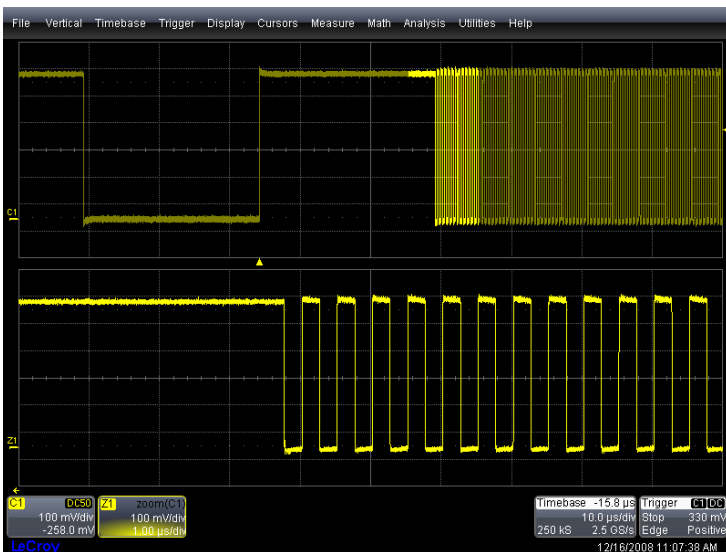 File Vertical Timebase Trigger Display Cursors Measure Math Analysis Utilities Help
C1
Z1
C1 DC50
100 mV/div
-258.0 mV
Z1 zoom(C1)
100 mV/div
1.00 µs/div
Timebase -15.8 µs
10.0 µs/div
250 kS 2.5 GS/s
Trigger C1 DC
Stop 330 mV
Edge Positive
LeCroy
12/16/2008 11:07:38 AM